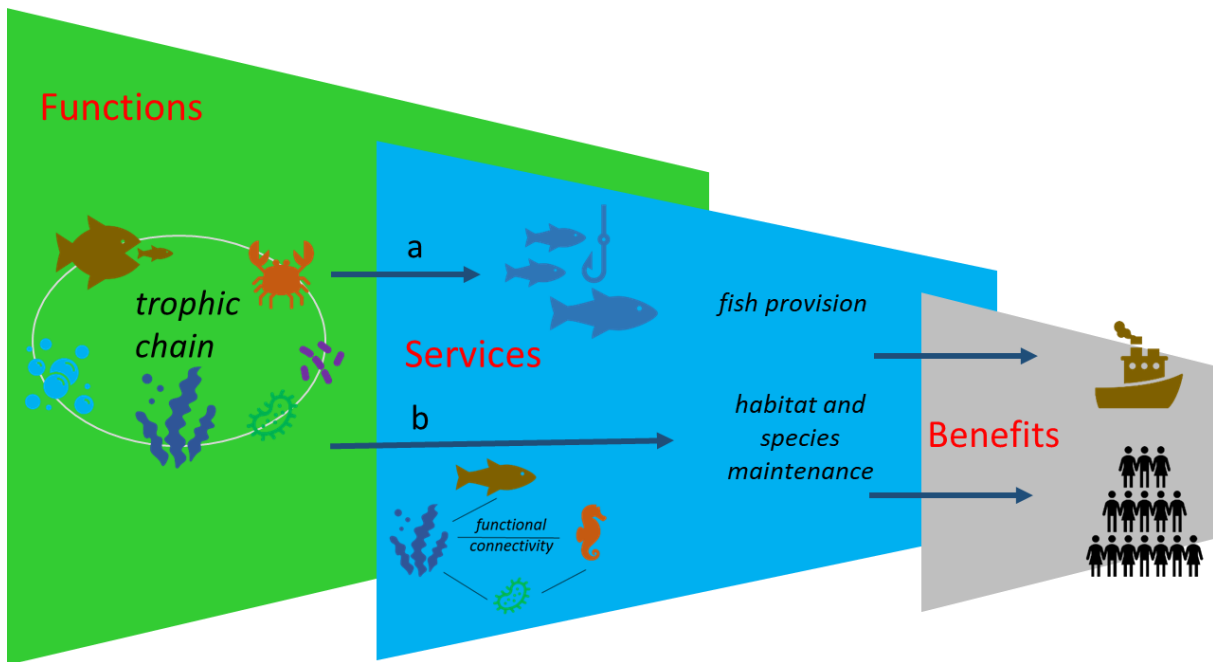 Functions
trophic
chain
a
fish provision
Services
b
habitat and
species
maintenance
Benefits
functional
connectivity